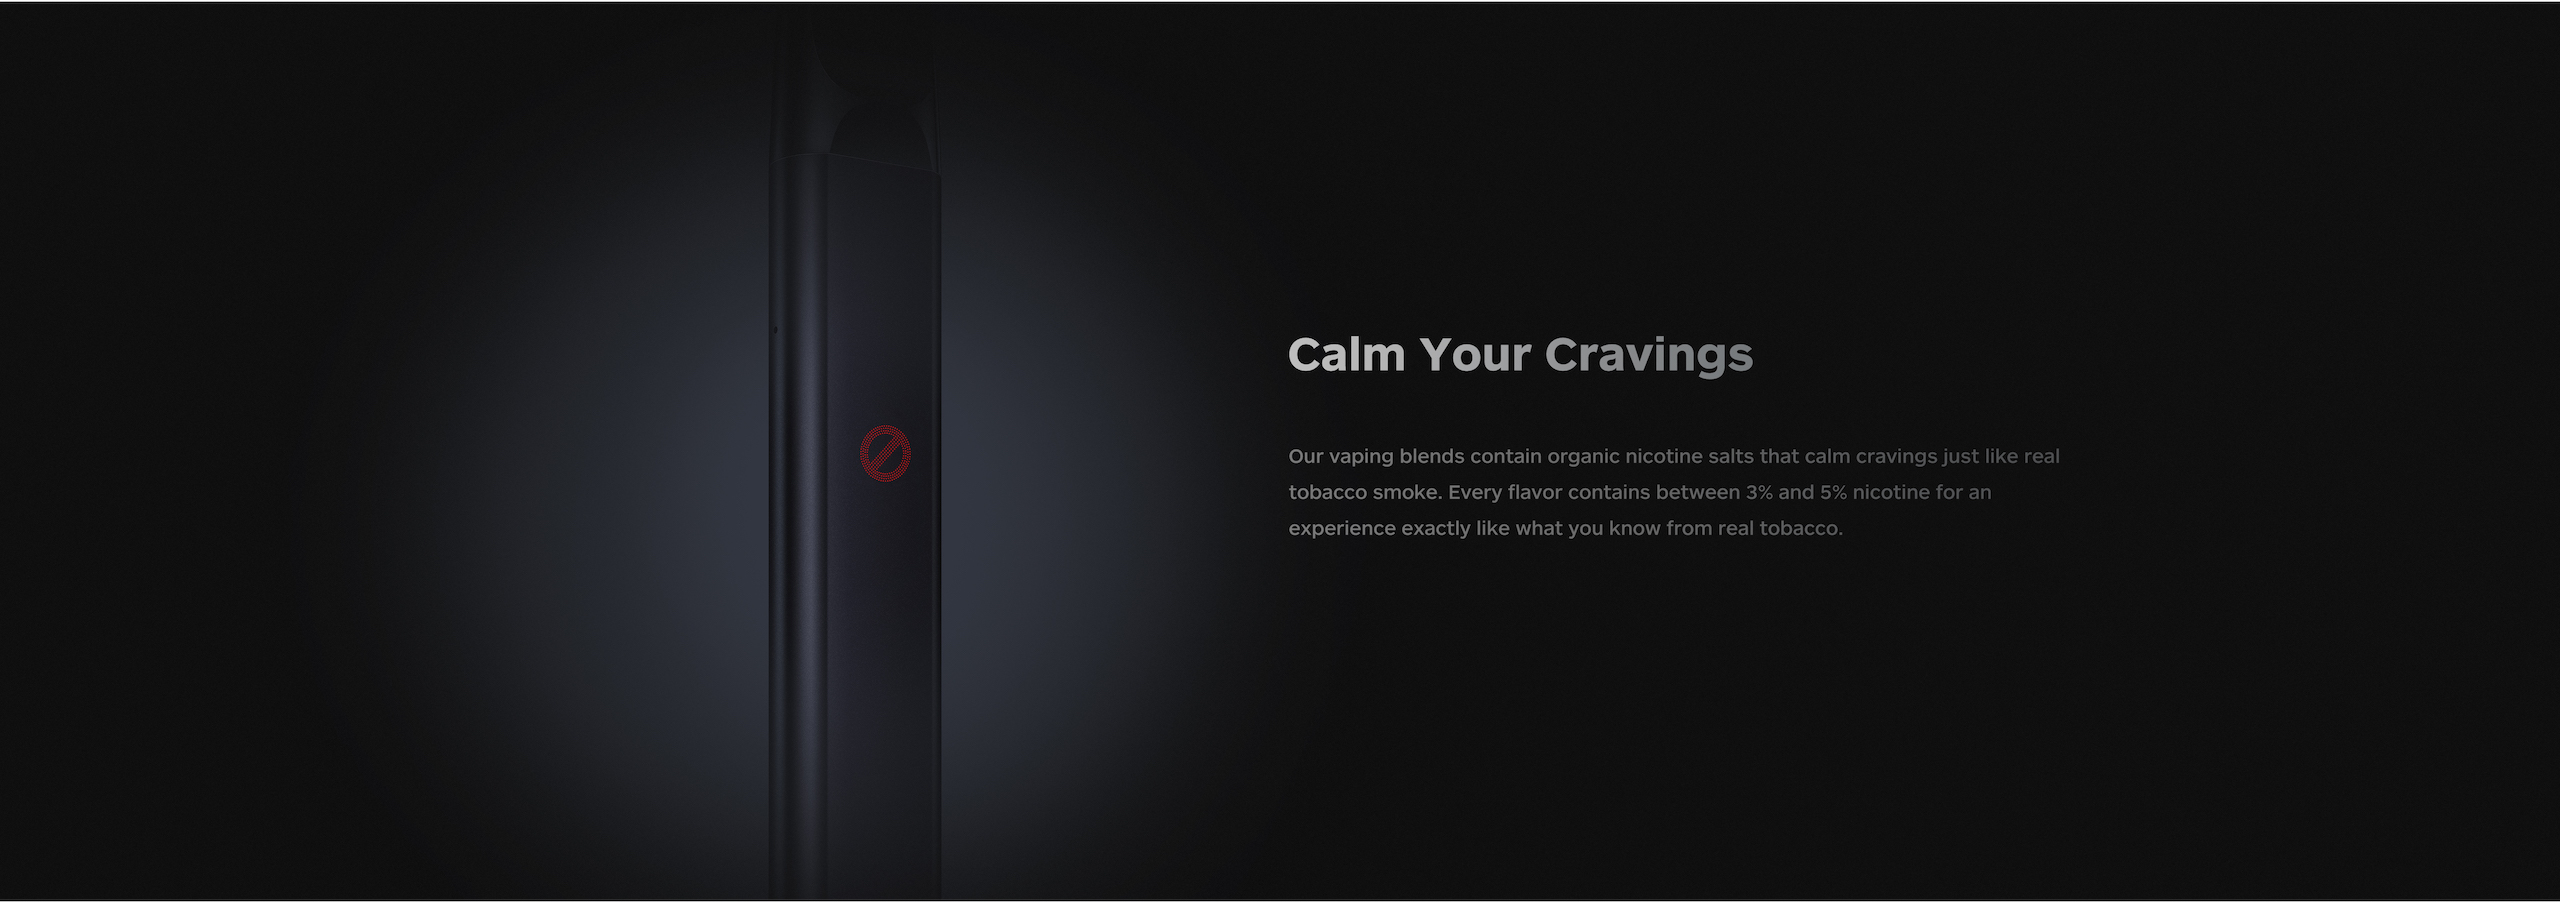 Calm Your Cravings
Our vaping blends contain organic nicotine salts that calm cravings just like real
tobacco smoke. Every flavor contains between 3% and 5% nicotine for an
experience exactly like what you know from real tobacco.